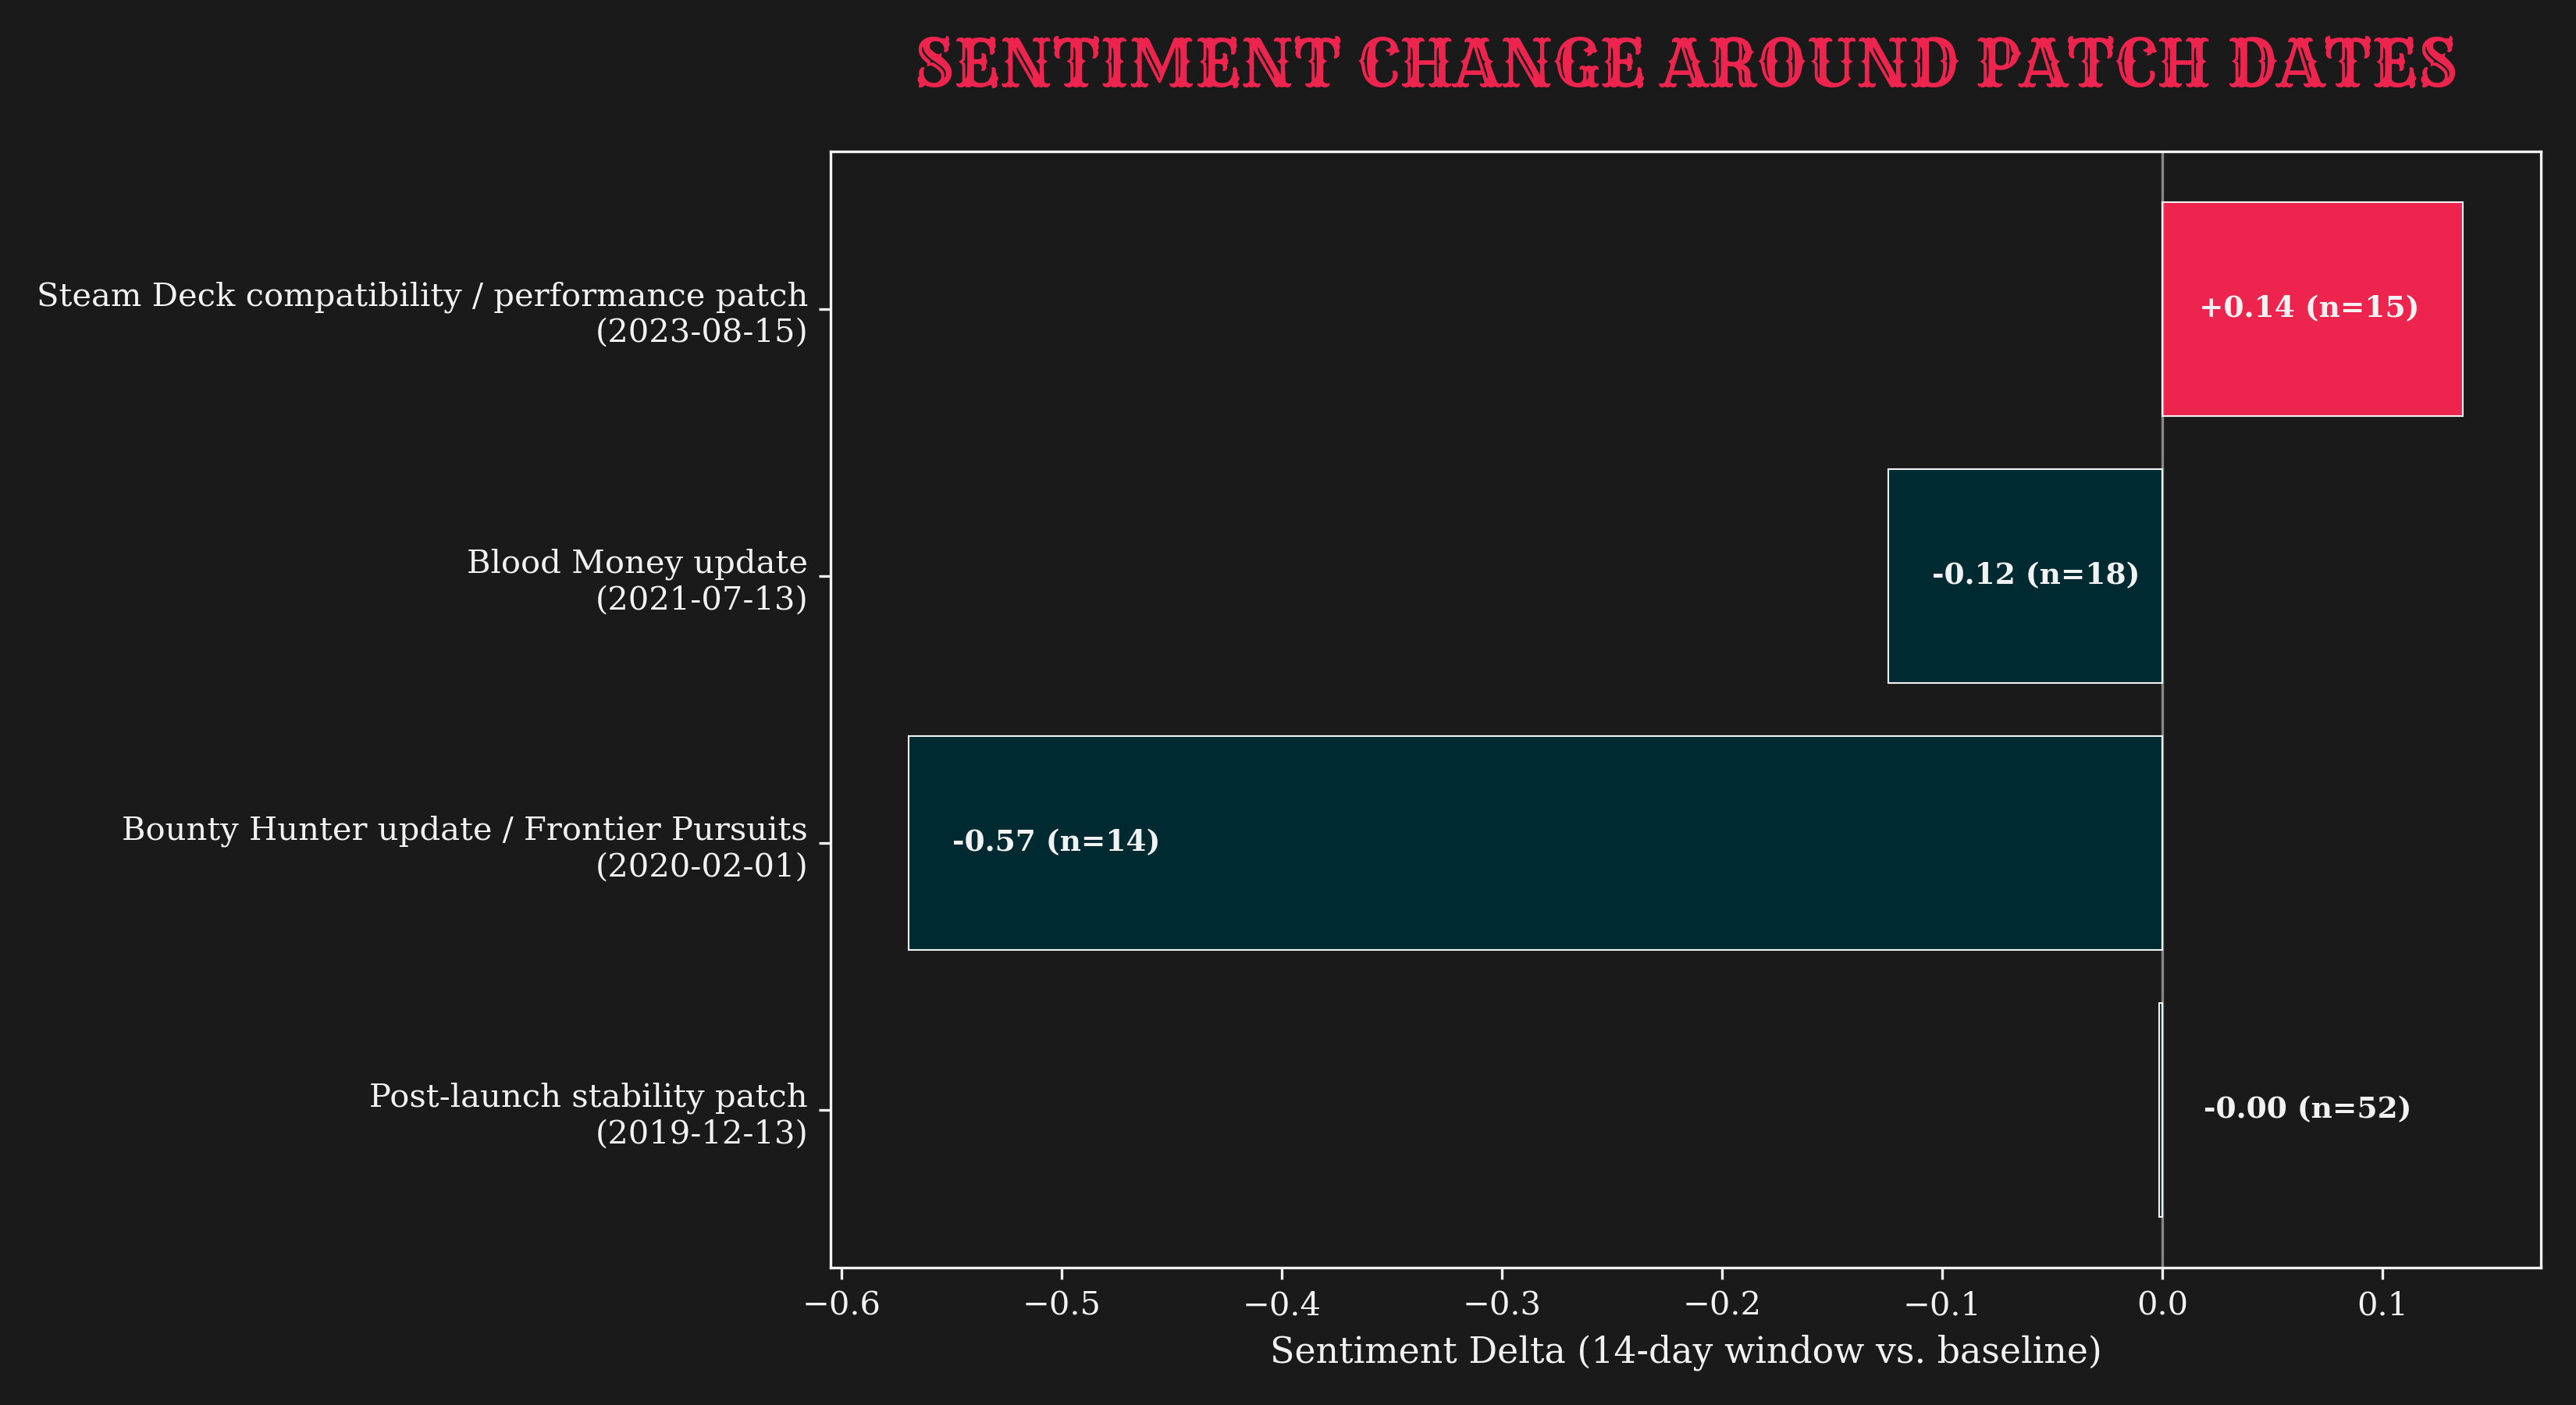 SENTIMENT CHANGE AROUND PATCH DATES
Steam Deck compatibility / performance patch
(2023-08-15)
+0.14 (n=15)
Blood Money update
(2021-07-13)
-0.12 (n=18)
Bounty Hunter update / Frontier Pursuits
(2020-02-01)
-0.57 (n=14)
Post-launch stability patch
(2019-12-13)
-0.00 (n=52)
−0.6 −0.5 −0.4 −0.3 −0.2 −0.1 0.0 0.1
Sentiment Delta (14-day window vs. baseline)